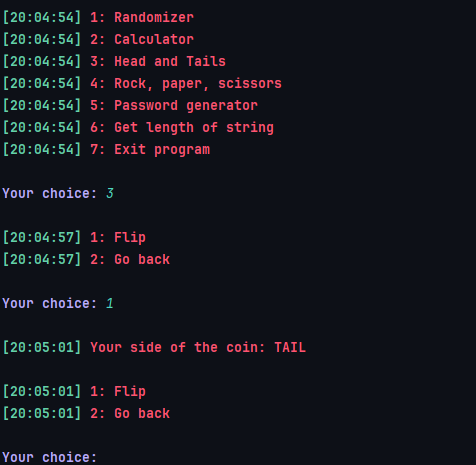 [20:04:54] 1: Randomizer
[20:04:54] 2: Calculator
[20:04:54] 3: Head and Tails
[20:04:54] 4: Rock, paper, scissors
[20:04:54] 5: Password generator
[20:04:54] 6: Get length of string
[20:04:54] 7: Exit program
Your choice: 3
[20:04:57] 1: Flip
[20:04:57] 2: Go back
Your choice: 1
[20:05:01] Your side of the coin: TAIL
[20:05:01] 1: Flip
[20:05:01] 2: Go back
Your choice: